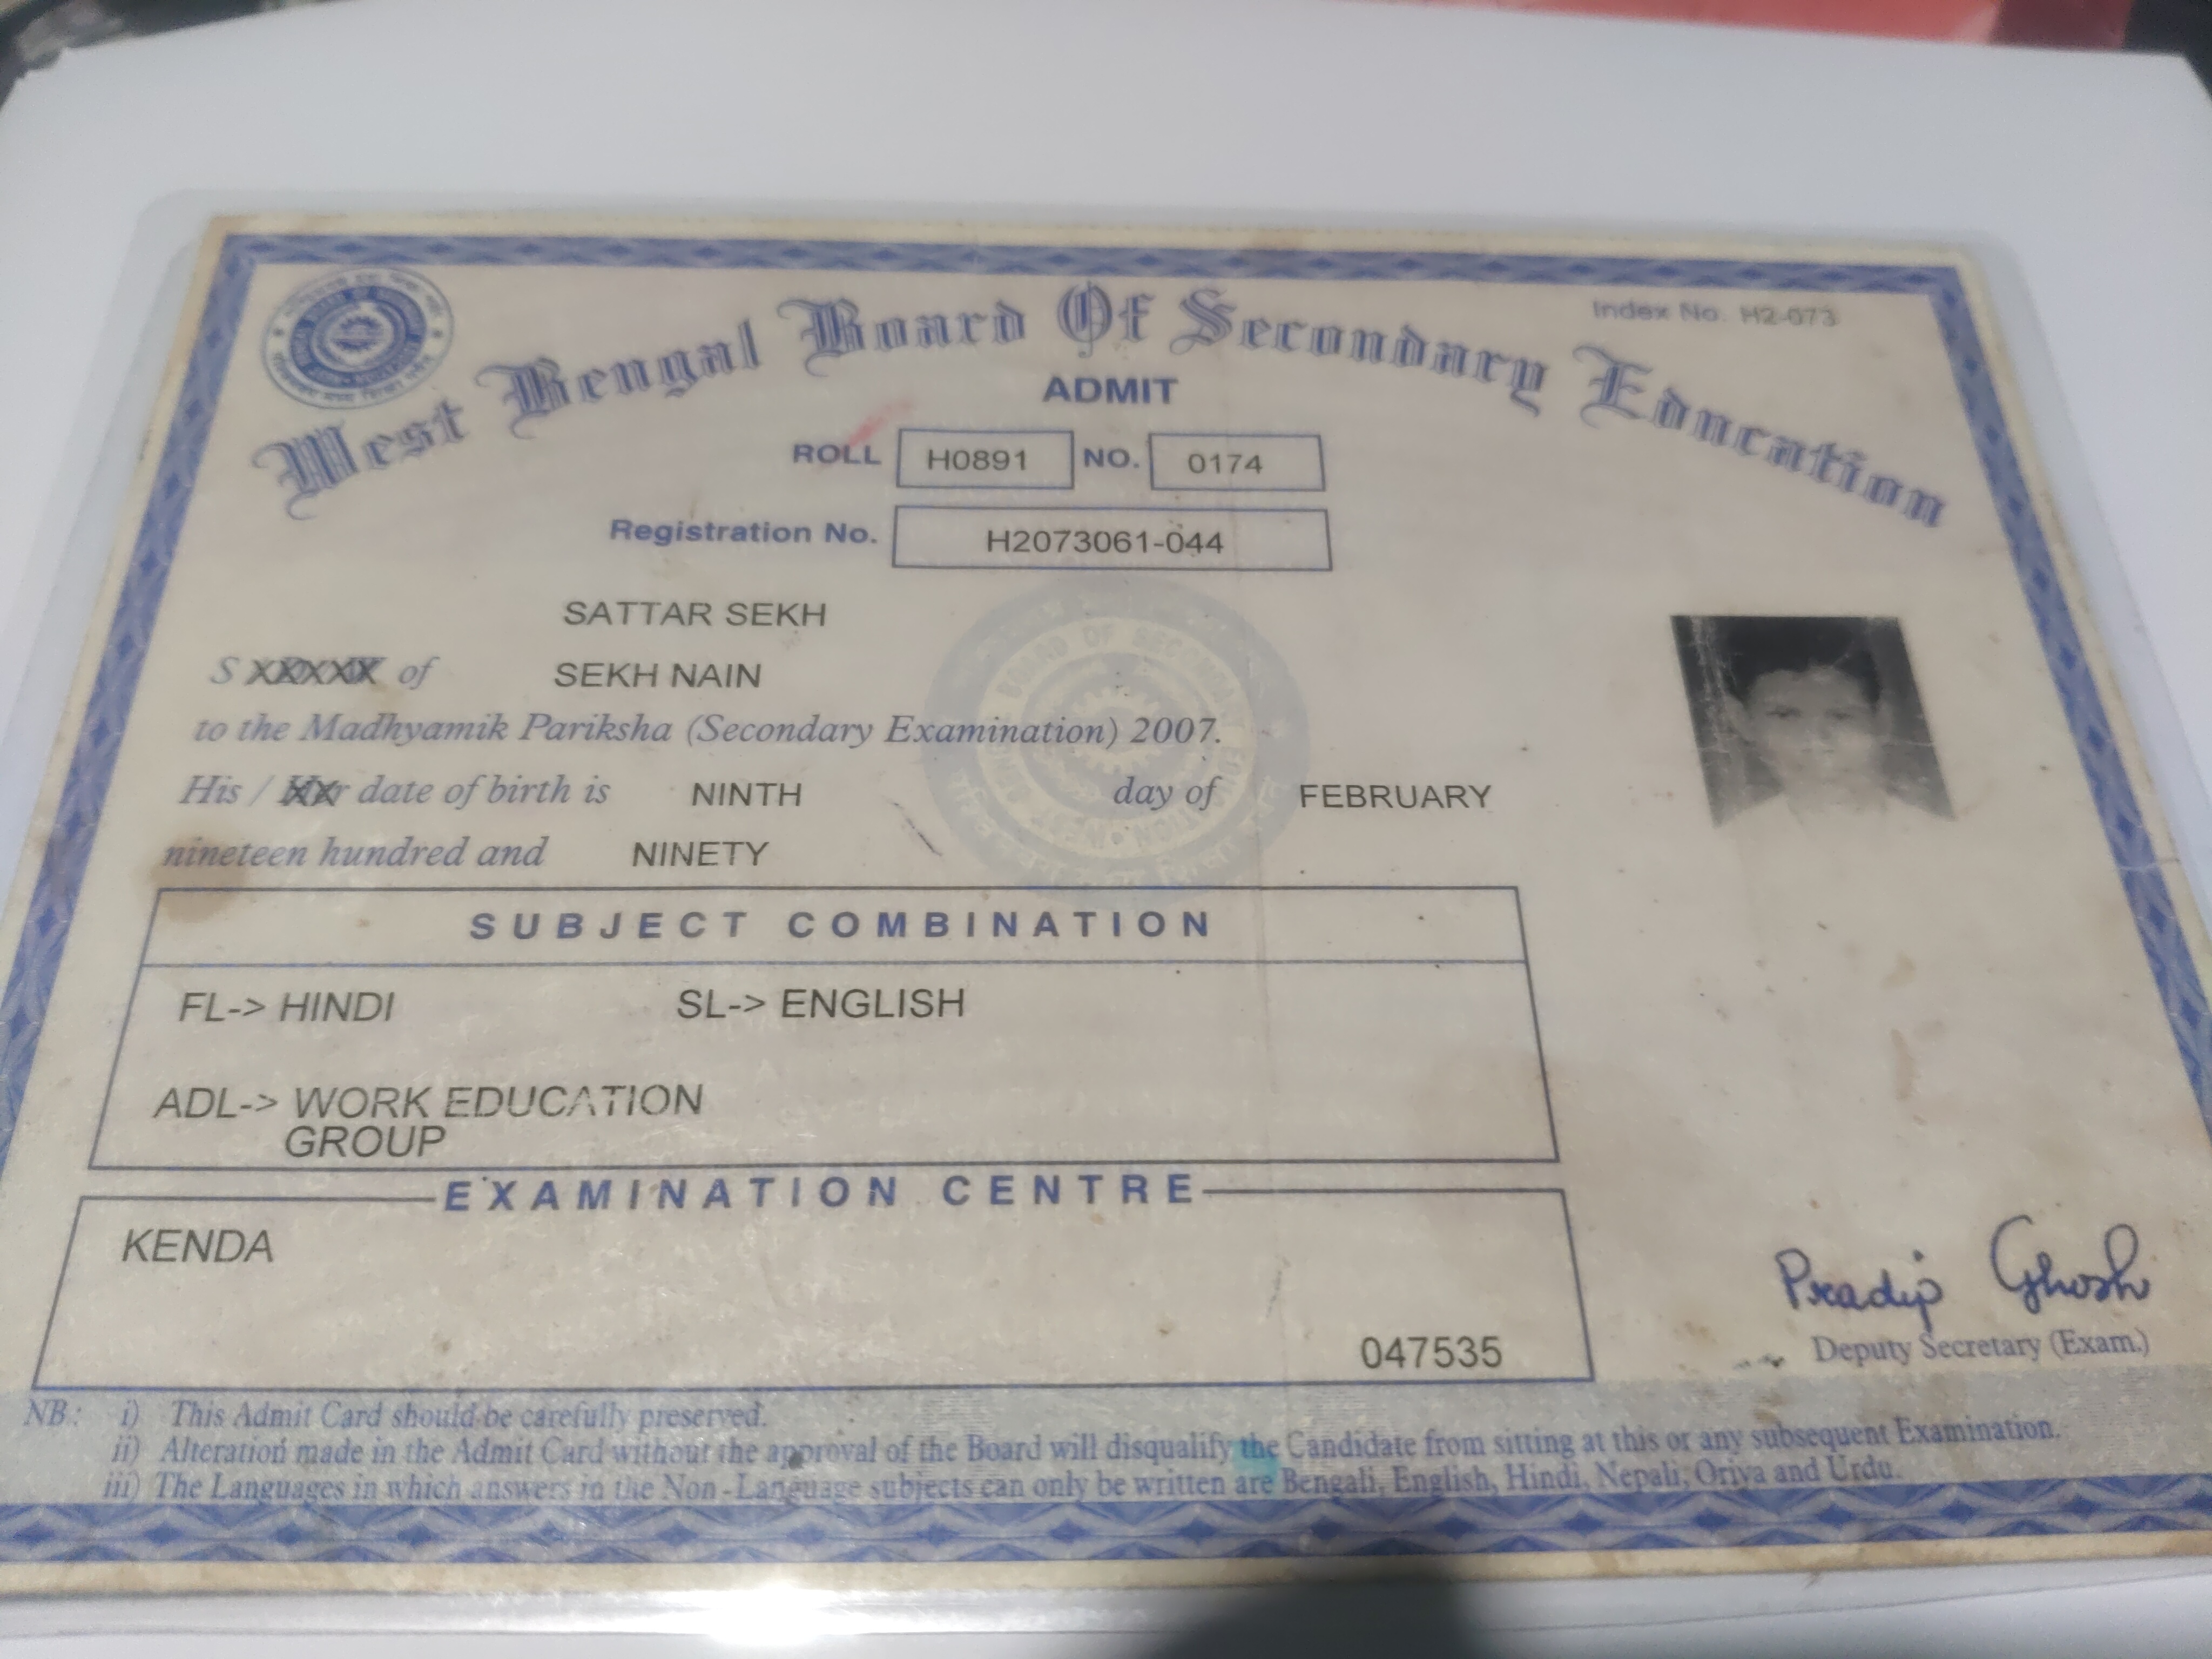 Index No. H2-073
West Bengal Board Of Secondary Education
ADMIT
ROLL H0891 NO. 0174
Registration No. H2073061-044
SATTAR SEKH
S XXXXX of SEKH NAIN
to the Madhyamik Pariksha (Secondary Examination) 2007.
His / XXr date of birth is NINTH day of FEBRUARY
nineteen hundred and NINETY
SUBJECT COMBINATION
FL-> HINDI SL-> ENGLISH
ADL-> WORK EDUCATION
GROUP
EXAMINATION CENTRE
KENDA
047535
Pradip Ghosh
Deputy Secretary (Exam.)
NB: i) This Admit Card should be carefully preserved.
ii) Alteration made in the Admit Card without the approval of the Board will disqualify the Candidate from sitting at this or any subsequent Examination.
iii) The Languages in which answers in the Non-Language subjects can only be written are Bengali, English, Hindi, Nepali, Oriya and Urdu.